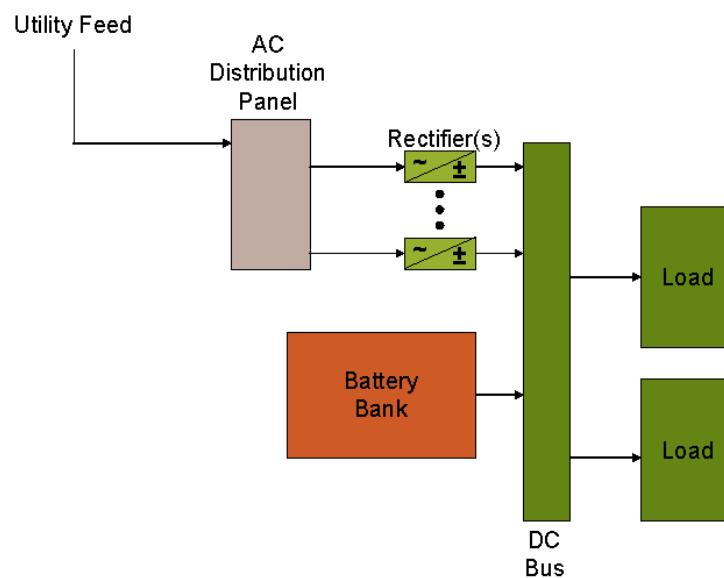 Utility Feed
AC
Distribution
Panel
Rectifier(s)
~ ±
~ ±
Load
Battery
Bank
Load
DC
Bus